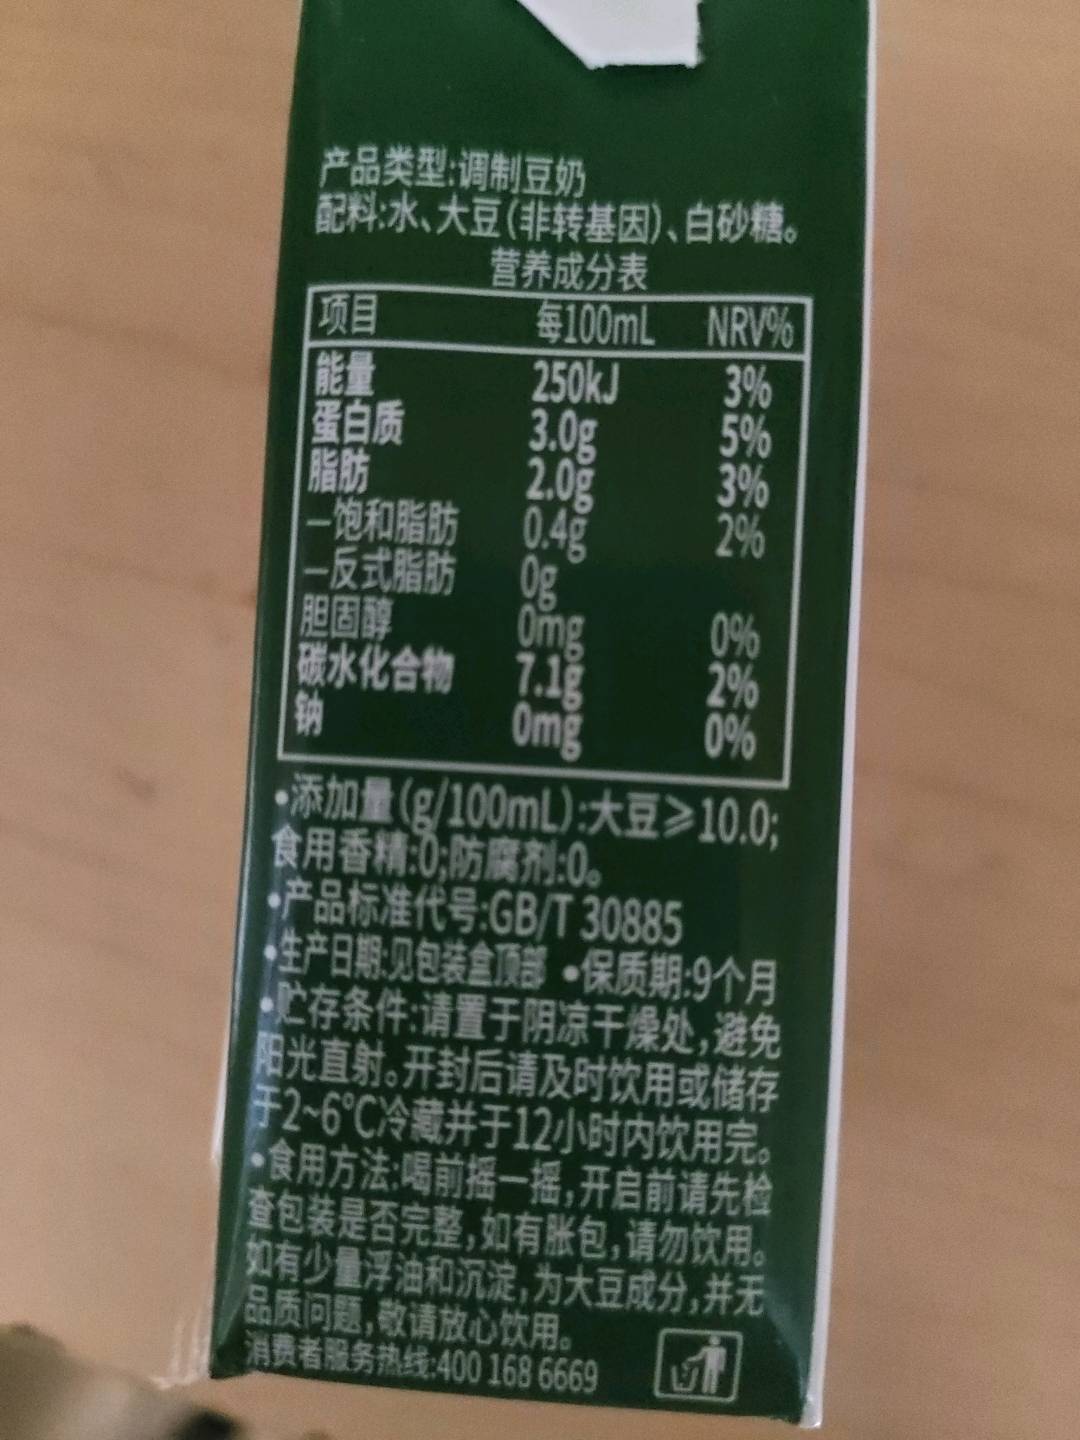 产品类型:调制豆奶
配料:水、大豆(非转基因)、白砂糖。
营养成分表
项目 每100mL NRV%
能量 250kJ 3%
蛋白质 3.0g 5%
脂肪 2.0g 3%
—饱和脂肪 0.4g 2%
—反式脂肪 0g
胆固醇 0mg 0%
碳水化合物 7.1g 2%
钠 0mg 0%
•添加量(g/100mL):大豆≥10.0;
食用香精:0;防腐剂:0。
•产品标准代号:GB/T 30885
•生产日期:见包装盒顶部 •保质期:9个月
•贮存条件:请置于阴凉干燥处,避免
阳光直射。开封后请及时饮用或储存
于2~6℃冷藏并于12小时内饮用完。
•食用方法:喝前摇一摇,开启前请先检
查包装是否完整,如有胀包,请勿饮用。
如有少量浮油和沉淀,为大豆成分,并无
品质问题,敬请放心饮用。
消费者服务热线:400 168 6669